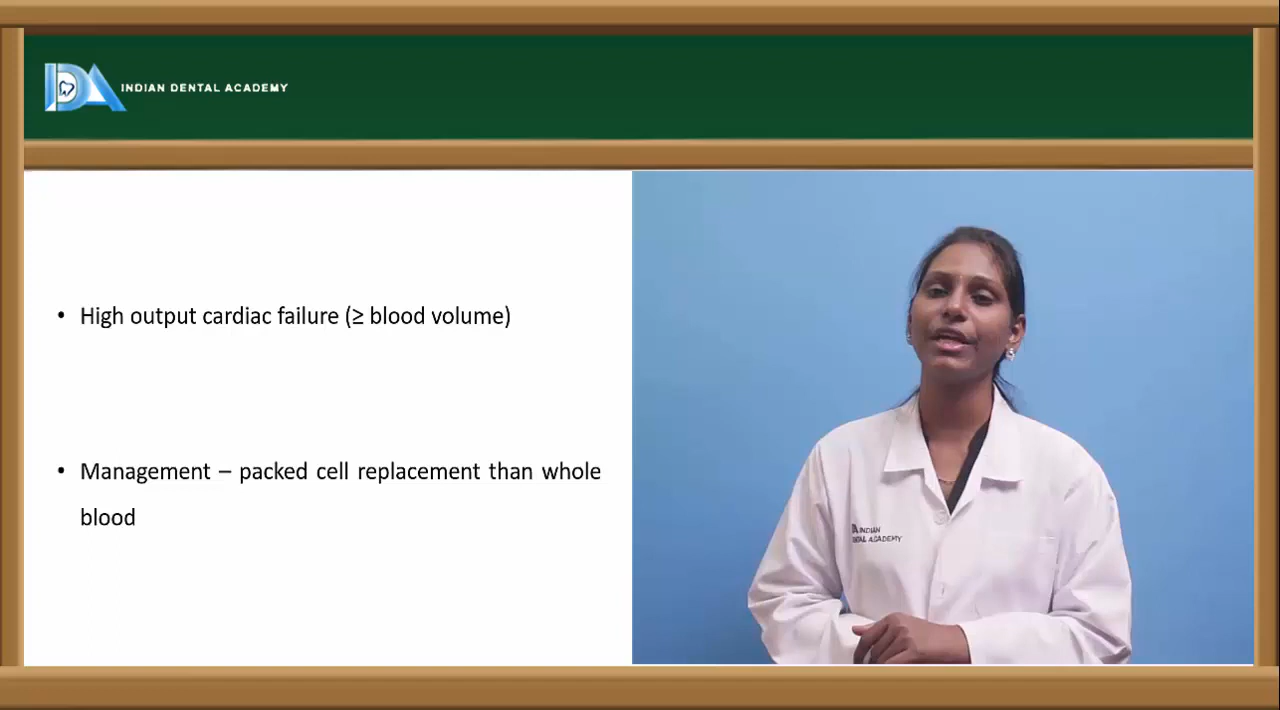 IDA INDIAN DENTAL ACADEMY
• High output cardiac failure (≥ blood volume)
• Management – packed cell replacement than whole
blood
INDIAN
DENTAL ACADEMY